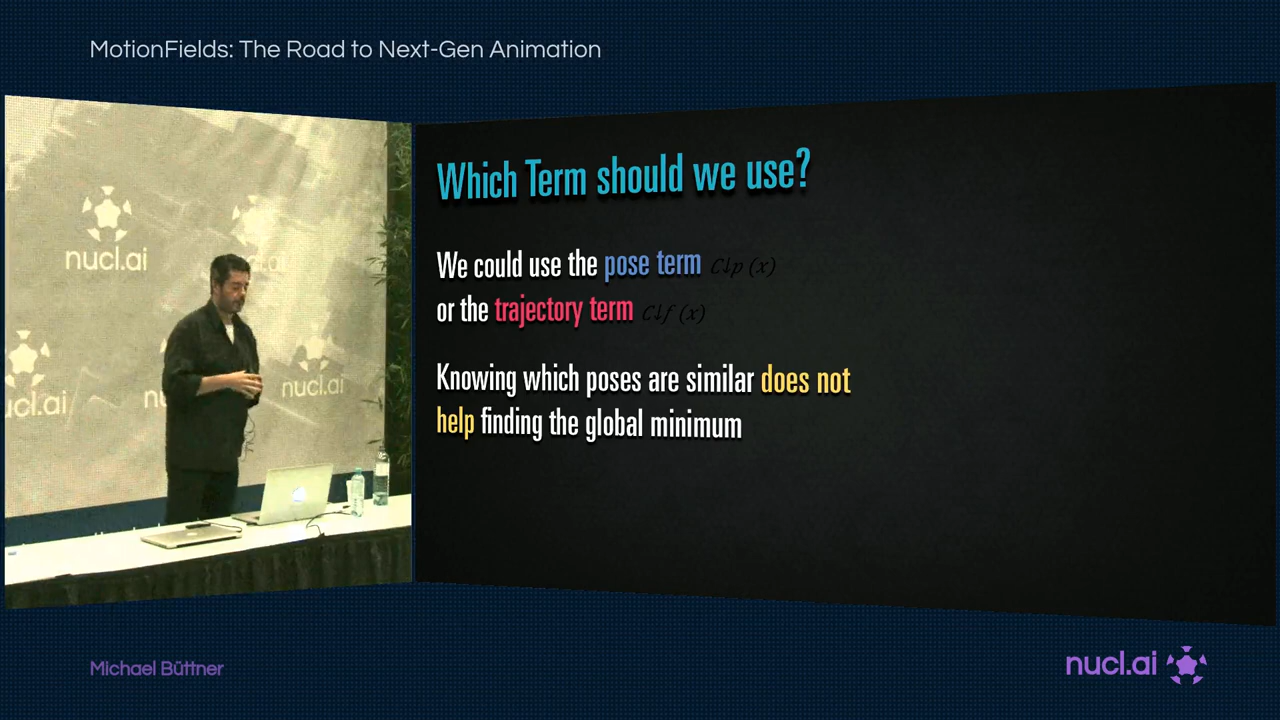 MotionFields: The Road to Next-Gen Animation
nucl.ai
nucl.ai
nucl.ai
Which Term should we use?
We could use the pose term C↓p (x)
or the trajectory term C↓f (x)
Knowing which poses are similar does not
help finding the global minimum
Michael Büttner
nucl.ai